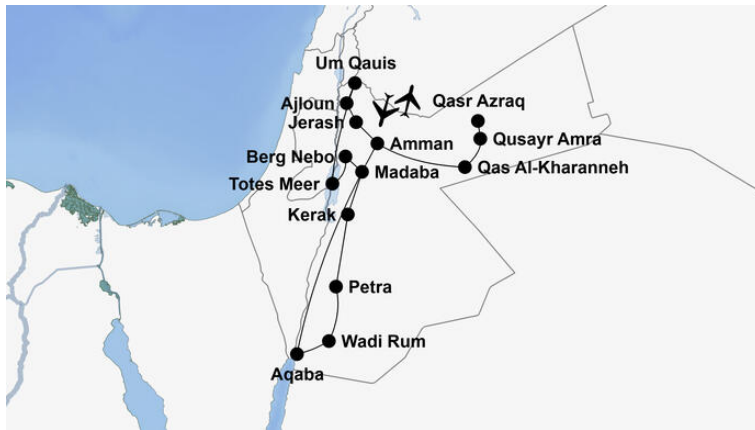 Um Qauis
Ajloun
Qasr Azraq
Jerash
Amman
Qusayr Amra
Berg Nebo
Madaba
Qas Al-Kharanneh
Totes Meer
Kerak
Petra
Wadi Rum
Aqaba